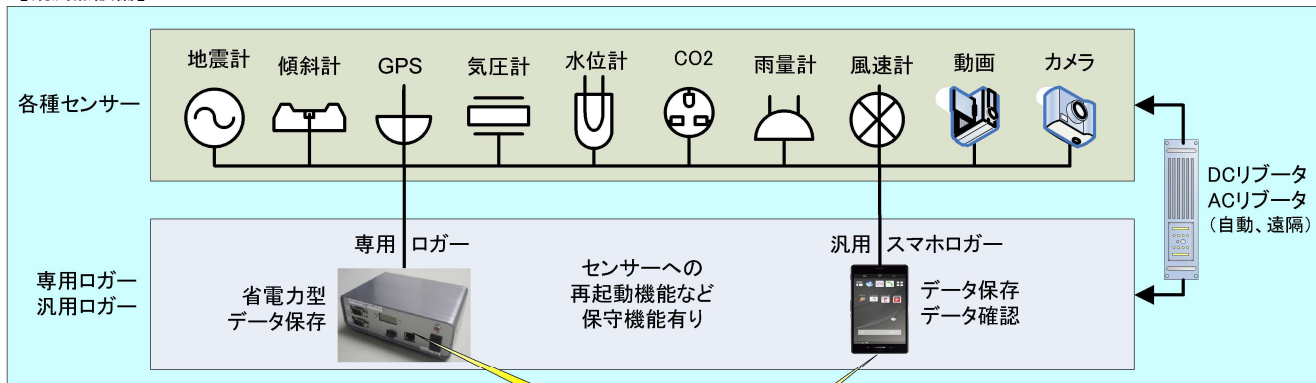 地震計
傾斜計
GPS
気圧計
水位計
CO2
雨量計
風速計
動画
カメラ
各種センサー
DCリブータ
ACリブータ
（自動、遠隔）
専用ロガー
汎用ロガー
専用 ロガー
省電力型
データ保存
センサーへの
再起動機能など
保守機能有り
汎用 スマホロガー
データ保存
データ確認